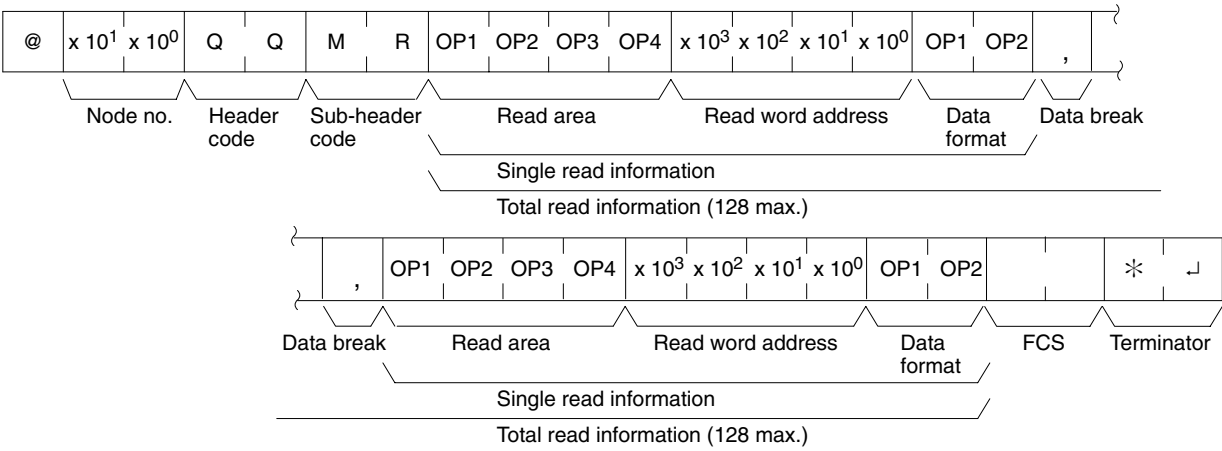 @ x 10¹ x 10⁰ Q Q M R OP1 OP2 OP3 OP4 x 10³ x 10² x 10¹ x 10⁰ OP1 OP2 ,
Node no. Header code Sub-header code Read area Read word address Data format Data break
Single read information
Total read information (128 max.)
, OP1 OP2 OP3 OP4 x 10³ x 10² x 10¹ x 10⁰ OP1 OP2 * ↵
Data break Read area Read word address Data format FCS Terminator
Single read information
Total read information (128 max.)